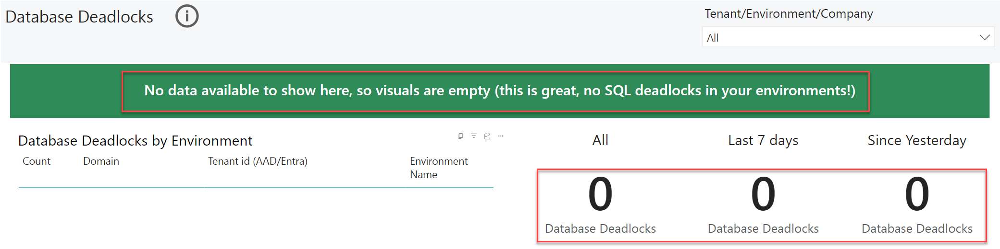 Database Deadlocks
Tenant/Environment/Company
All
No data available to show here, so visuals are empty (this is great, no SQL deadlocks in your environments!)
Database Deadlocks by Environment
Count Domain Tenant id (AAD/Entra) Environment
Name
All Last 7 days Since Yesterday
0 0 0
Database Deadlocks Database Deadlocks Database Deadlocks